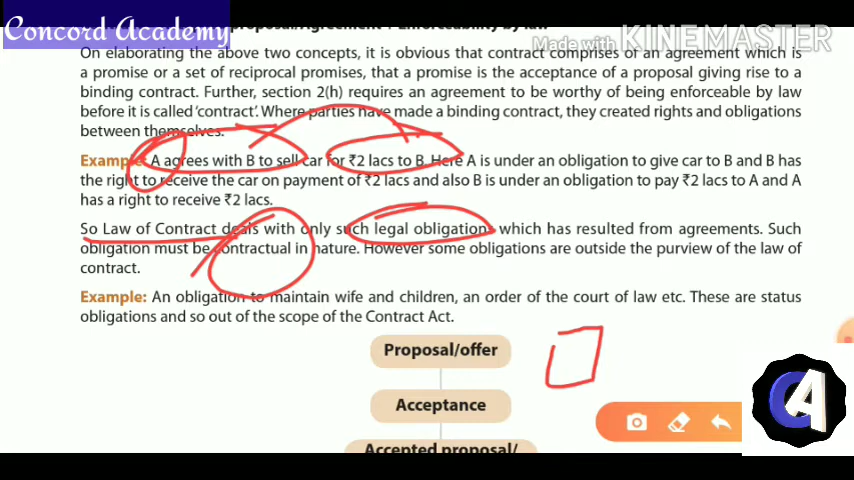 Concord Academy
Proposal/Agreement + Enforceability by
Made with KINEMASTER
On elaborating the above two concepts, it is obvious that contract comprises of an agreement which is
a promise or a set of reciprocal promises, that a promise is the acceptance of a proposal giving rise to a
binding contract. Further, section 2(h) requires an agreement to be worthy of being enforceable by law
before it is called 'contract'. Where parties have made a binding contract, they created rights and obligations
between themselves.
Example: A agrees with B to sell car for ₹2 lacs to B. Here A is under an obligation to give car to B and B has
the right to receive the car on payment of ₹2 lacs and also B is under an obligation to pay ₹2 lacs to A and A
has a right to receive ₹2 lacs.
So Law of Contract deals with only such legal obligation which has resulted from agreements. Such
obligation must be contractual in nature. However some obligations are outside the purview of the law of
contract.
Example: An obligation to maintain wife and children, an order of the court of law etc. These are status
obligations and so out of the scope of the Contract Act.
Proposal/offer
Acceptance
Accepted proposal/
CA